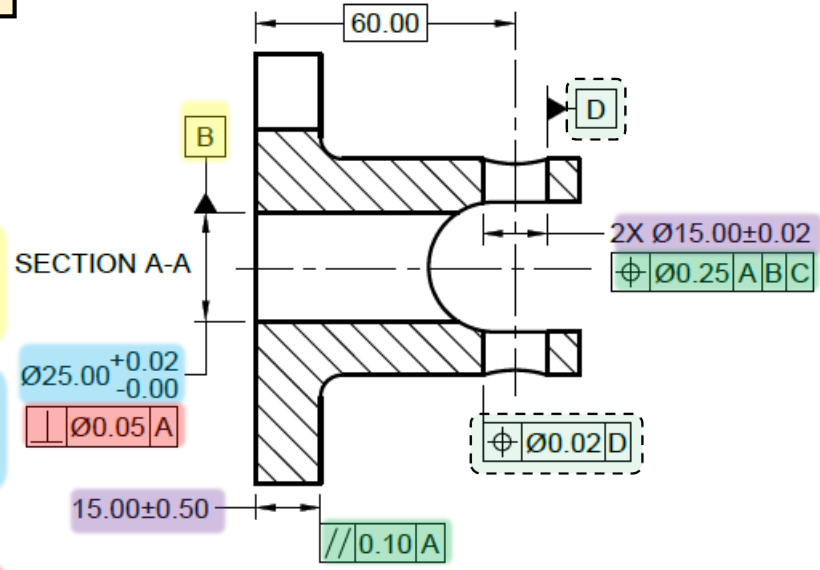 60.00
D
B
2X Ø15.00±0.02
⌖ Ø0.25 A B C
SECTION A-A
Ø25.00 +0.02 -0.00
⟂ Ø0.05 A
⌖ Ø0.02 D
15.00±0.50
// 0.10 A